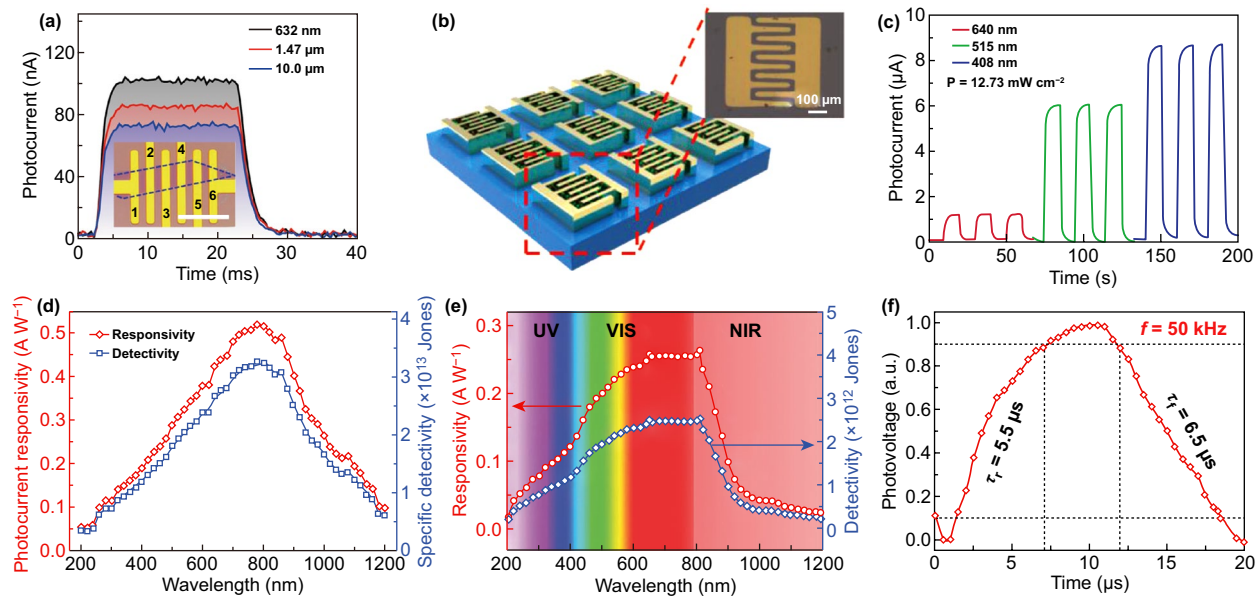 (a)
632 nm
1.47 μm
10.0 μm
Photocurrent (nA)
120
80
40
0
2
4
1
3
5
6
0
10
20
30
40
Time (ms)
(b)
100 μm
(c)
640 nm
515 nm
408 nm
P = 12.73 mW cm⁻²
Photocurrent (μA)
10
8
6
4
2
0
0
50
100
150
200
Time (s)
(d)
Responsivity
Detectivity
Photocurrent responsivity (A W⁻¹)
0.5
0.4
0.3
0.2
0.1
0.0
Specific detectivity (×10¹³ Jones)
4
3
2
1
0
200
400
600
800
1000
1200
Wavelength (nm)
(e)
UV
VIS
NIR
Responsivity (A W⁻¹)
0.3
0.2
0.1
0.0
Detectivity (×10¹² Jones)
5
4
3
2
1
0
200
400
600
800
1000
1200
Wavelength (nm)
(f)
f = 50 kHz
τr = 5.5 μs
τf = 6.5 μs
Photovoltage (a.u.)
1.0
0.8
0.6
0.4
0.2
0.0
0
5
10
15
20
Time (μs)